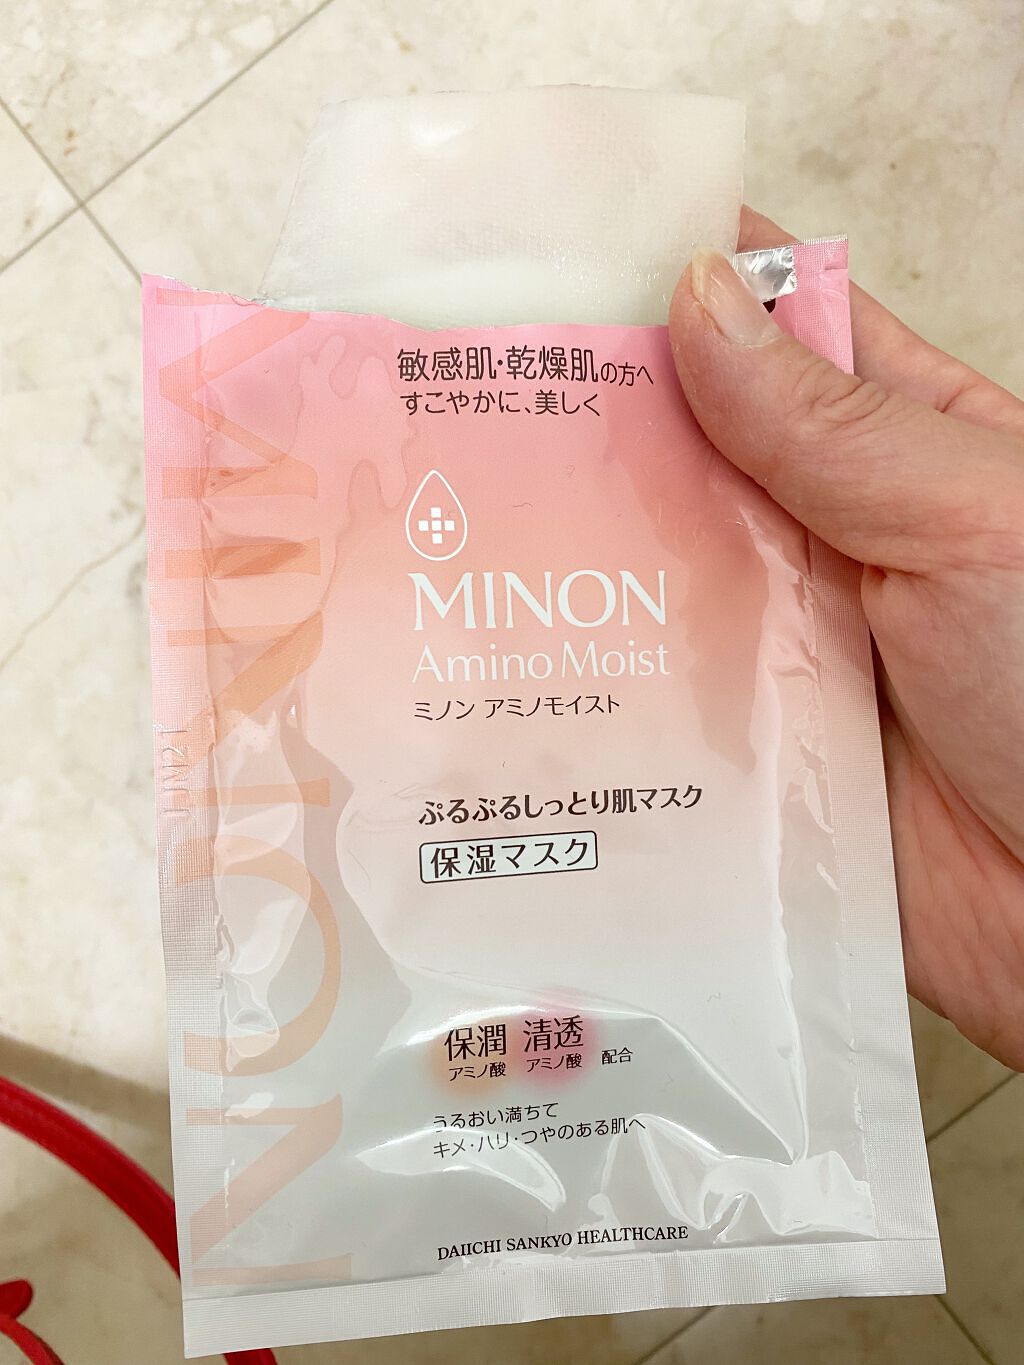 敏感肌・乾燥肌の方へ
すこやかに、美しく
MINON
Amino Moist
ミノン アミノモイスト
ぷるぷるしっとり肌マスク
保湿マスク
保潤 清透
アミノ酸 アミノ酸 配合
うるおい満ちて
キメ・ハリ・つやのある肌へ
DAIICHI SANKYO HEALTHCARE
MINON